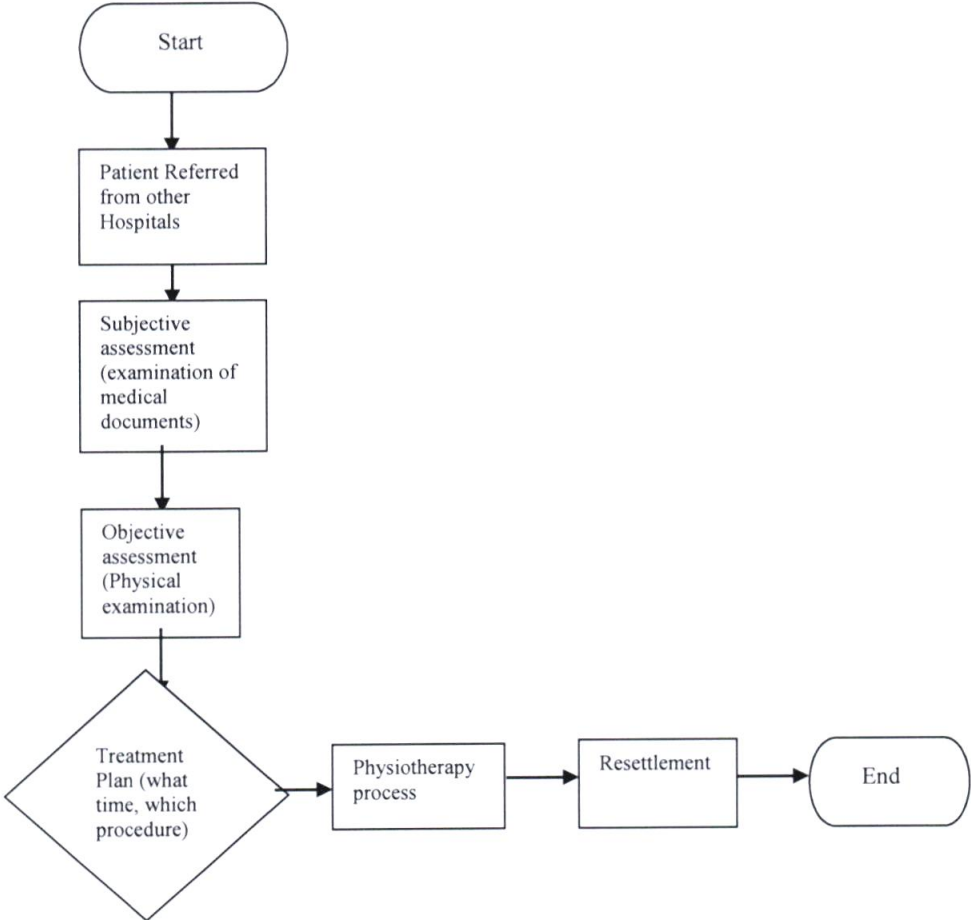 Start
Patient Referred
from other
Hospitals
Subjective
assessment
(examination of
medical
documents)
Objective
assessment
(Physical
examination)
Treatment
Plan (what
time, which
procedure)
Physiotherapy
process
Resettlement
End